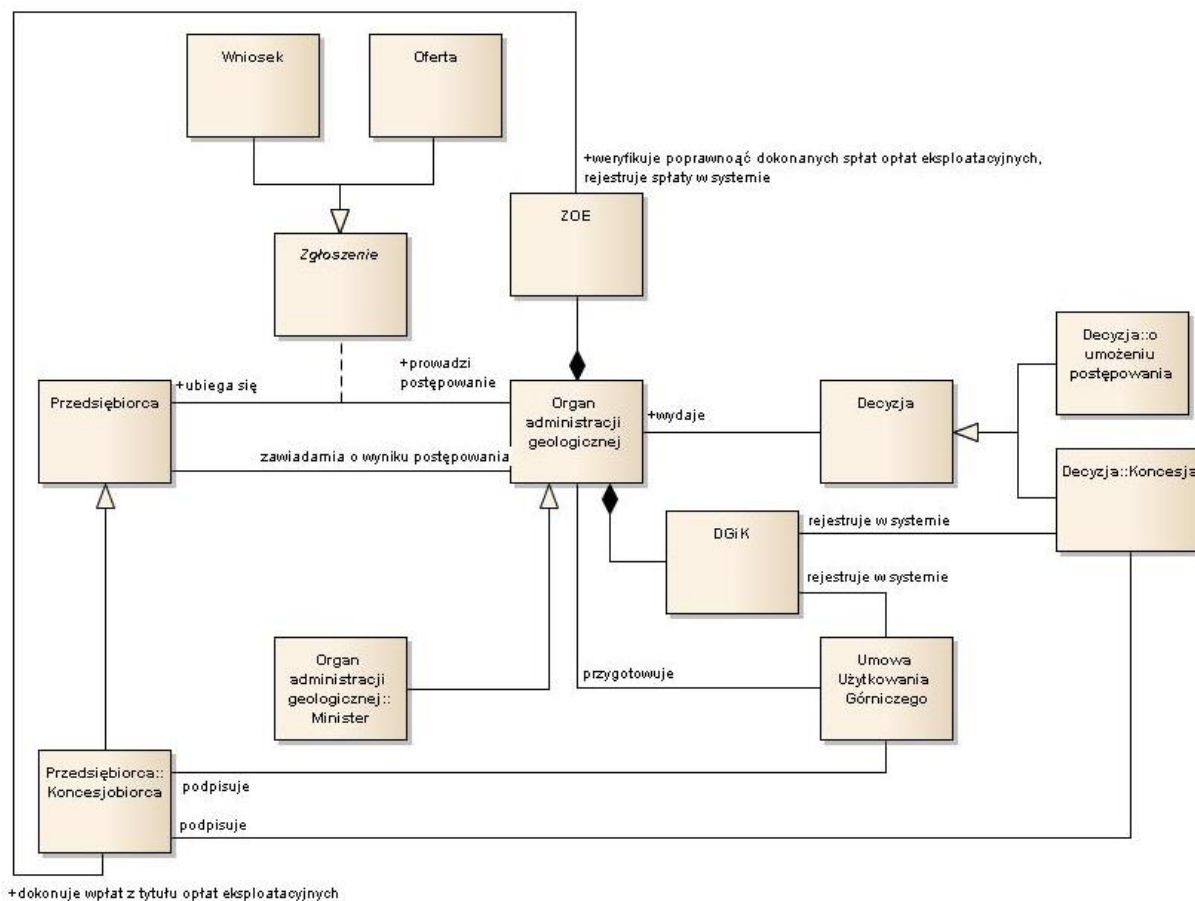 Wniosek
Oferta
+weryfikuje poprawnoąć dokonanych spłat opłat eksploatacyjnych,
rejestruje spłaty w systemie
ZOE
Zgłoszenie
+prowadzi
postępowanie
+ubiega się
Przedsiębiorca
Organ
administracji
geologicznej
+wydaje
Decyzja
Decyzja::o
umożeniu
postępowania
zawiadamia o wyniku postępowania
Decyzja::Koncesja
DGiK
rejestruje w systemie
rejestruje w systemie
Organ
administracji
geologicznej::
Minister
przygotowuje
Umowa
Użytkowania
Górniczego
Przedsiębiorca::
Koncesjobiorca
podpisuje
podpisuje
+dokonuje wpłat z tytułu opłat eksploatacyjnych